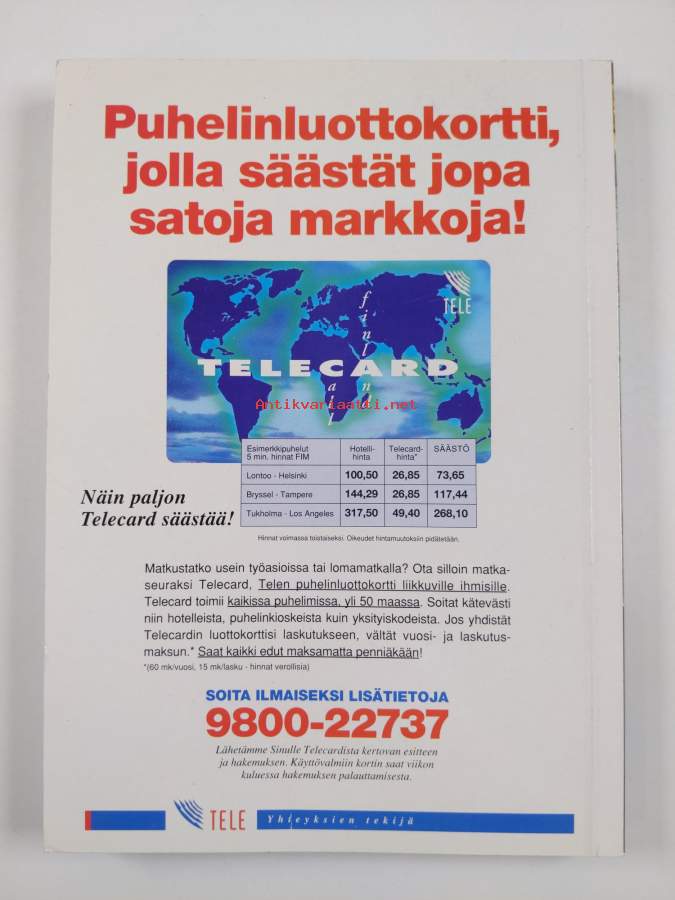 Puhelinluottokortti,
jolla säästät jopa
satoja markkoja!
TELE
finland
TELECARD
call
Antikvariaatti.net
Esimerkkipuhelut Hotelli- Telecard- SÄÄSTÖ
5 min. hinnat FIM hinta hinta*
Lontoo - Helsinki 100,50 26,85 73,65
Bryssel - Tampere 144,29 26,85 117,44
Tukholma - Los Angeles 317,50 49,40 268,10
Näin paljon
Telecard säästää!
Hinnat voimassa toistaiseksi. Oikeudet hintamuutoksiin pidätetään.
Matkustatko usein työasioissa tai lomamatkalla? Ota silloin matka-
seuraksi Telecard, Telen puhelinluottokortti liikkuville ihmisille.
Telecard toimii kaikissa puhelimissa, yli 50 maassa. Soitat kätevästi
niin hotelleista, puhelinkioskeista kuin yksityiskodeista. Jos yhdistät
Telecardin luottokorttisi laskutukseen, vältät vuosi- ja laskutus-
maksun.* Saat kaikki edut maksamatta penniäkään!
*(60 mk/vuosi, 15 mk/lasku - hinnat verollisia)
SOITA ILMAISEKSI LISÄTIETOJA
9800-22737
Lähetämme Sinulle Telecardista kertovan esitteen
ja hakemuksen. Käyttövalmiin kortin saat viikon
kuluessa hakemuksen palauttamisesta.
TELE Yhteyksien tekijä